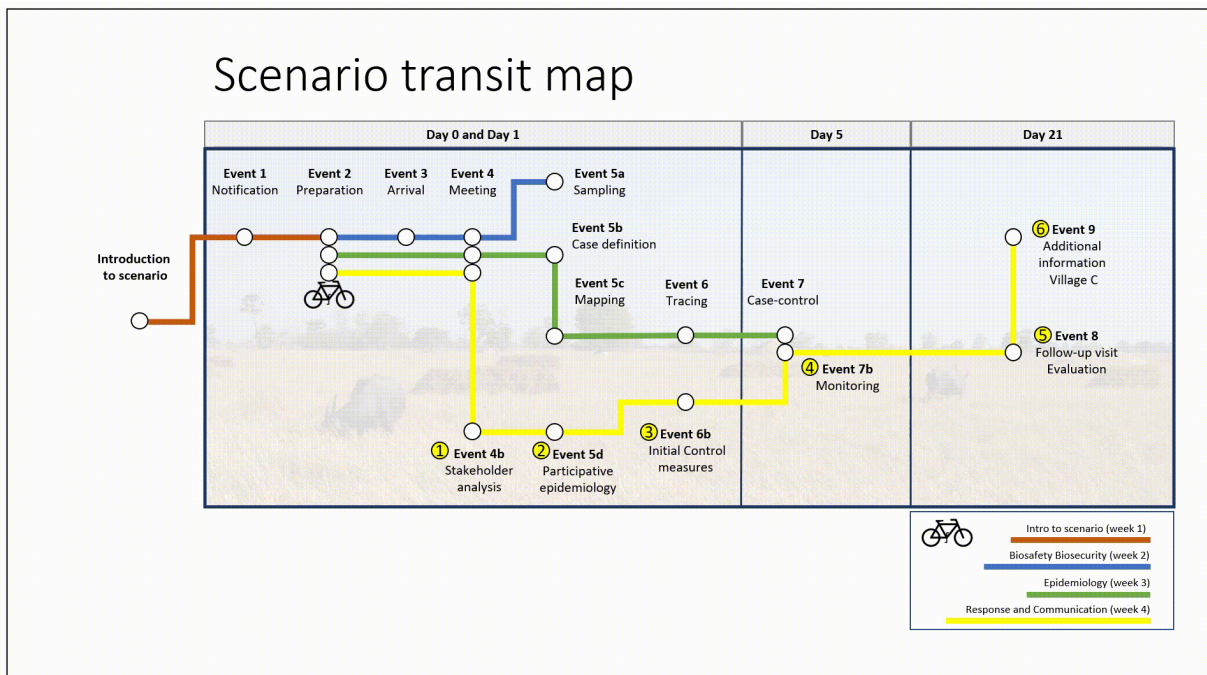 Scenario transit map
Day 0 and Day 1
Day 5
Day 21
Event 1
Notification
Event 2
Preparation
Event 3
Arrival
Event 4
Meeting
Event 5a
Sampling
Event 5b
Case definition
Introduction
to scenario
Event 5c
Mapping
Event 6
Tracing
Event 7
Case-control
6 Event 9
Additional
information
Village C
5 Event 8
Follow-up visit
Evaluation
4 Event 7b
Monitoring
1 Event 4b
Stakeholder
analysis
2 Event 5d
Participative
epidemiology
3 Event 6b
Initial Control
measures
Intro to scenario (week 1)
Biosafety Biosecurity (week 2)
Epidemiology (week 3)
Response and Communication (week 4)